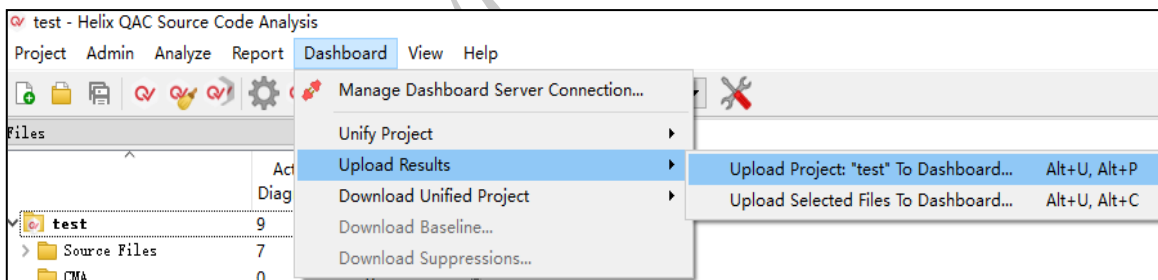 test - Helix QAC Source Code Analysis
Project Admin Analyze Report Dashboard View Help
Manage Dashboard Server Connection...
Files
Unify Project
Upload Results
Upload Project: "test" To Dashboard... Alt+U, Alt+P
Act
Diag
Download Unified Project
Upload Selected Files To Dashboard... Alt+U, Alt+C
test 9
Download Baseline...
Source Files 7
Download Suppressions...
CMA 0